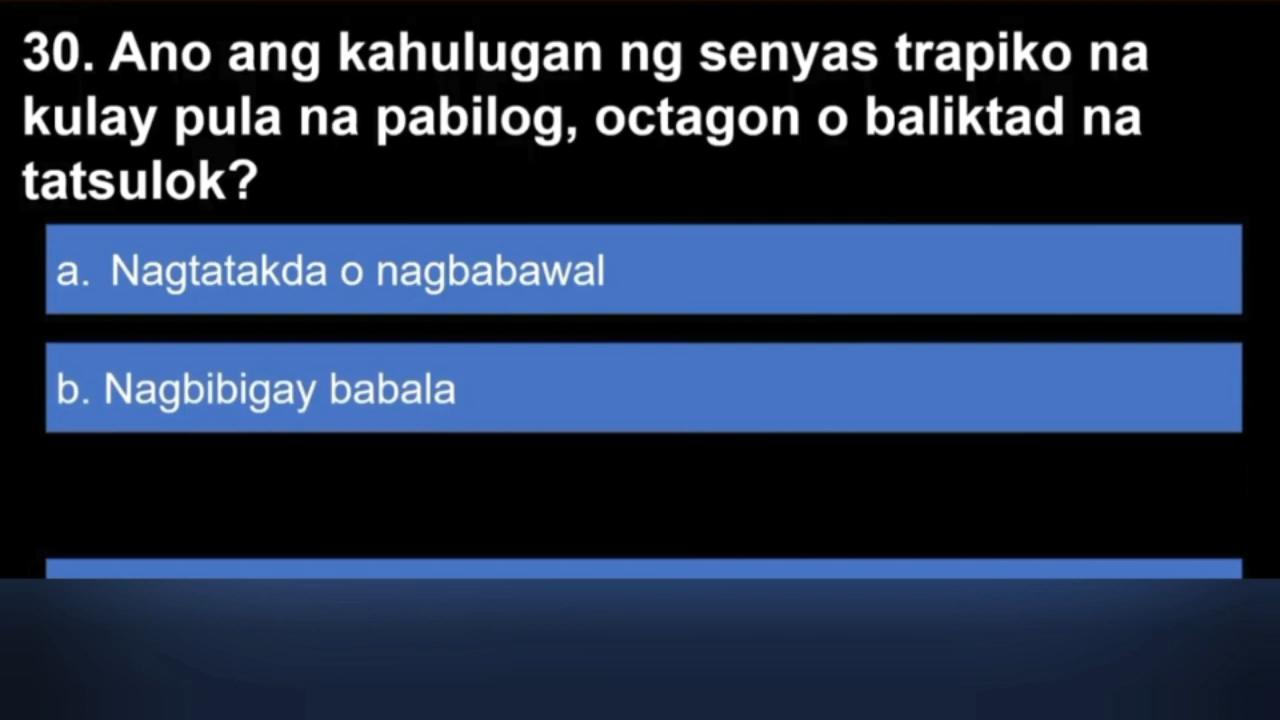 30. Ano ang kahulugan ng senyas trapiko na
kulay pula na pabilog, octagon o baliktad na
tatsulok?
a. Nagtatakda o nagbabawal
b. Nagbibigay babala